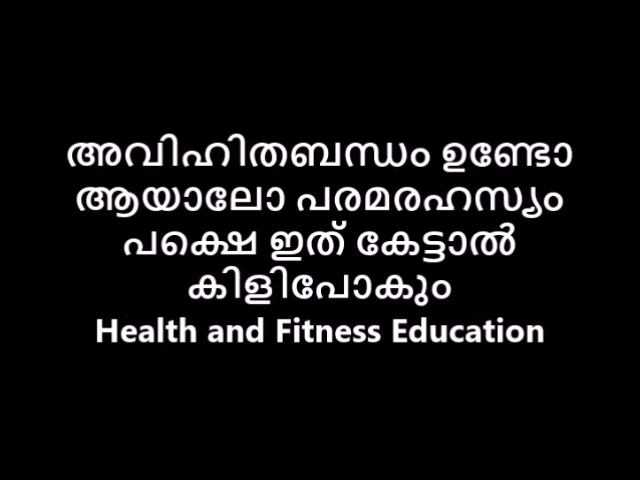 അവിഹിതബന്ധം ഉണ്ടോ
ആയാലോ പരമരഹസ്യം
പക്ഷെ ഇത് കേട്ടാൽ
കിളിപോകും
Health and Fitness Education